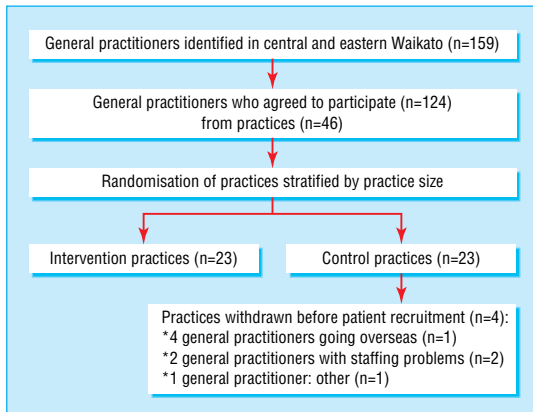 General practitioners identified in central and eastern Waikato (n=159)
General practitioners who agreed to participate (n=124)
from practices (n=46)
Randomisation of practices stratified by practice size
Intervention practices (n=23)
Control practices (n=23)
Practices withdrawn before patient recruitment (n=4):
*4 general practitioners going overseas (n=1)
*2 general practitioners with staffing problems (n=2)
*1 general practitioner: other (n=1)